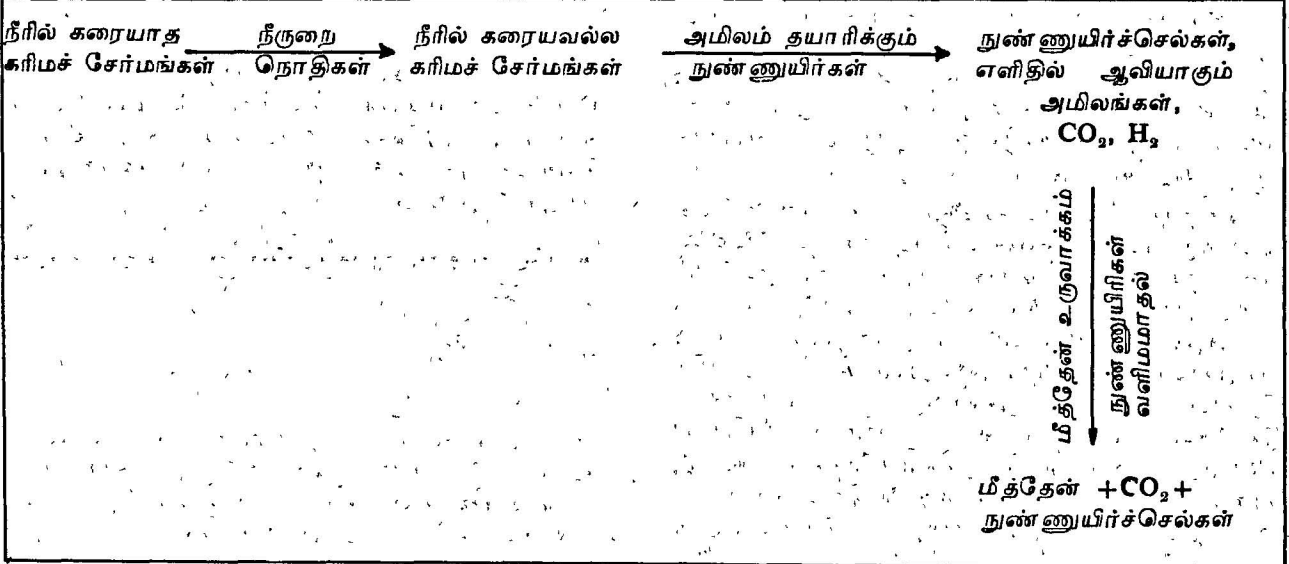 நீரில் கரையாத
கரிமச் சேர்மங்கள்
நீருறை
நொதிகள்
நீரில் கரையவல்ல
கரிமச் சேர்மங்கள்
அமிலம் தயாரிக்கும்
நுண்ணுயிர்கள்
நுண்ணுயிர்ச்செல்கள்,
எளிதில் ஆவியாகும்
அமிலங்கள்,
CO₂, H₂
மீத்தேன் உருவாக்கம்
நுண்ணுயிரிகள்
வளிமமாதல்
மீத்தேன் +CO₂+
நுண்ணுயிர்ச்செல்கள்